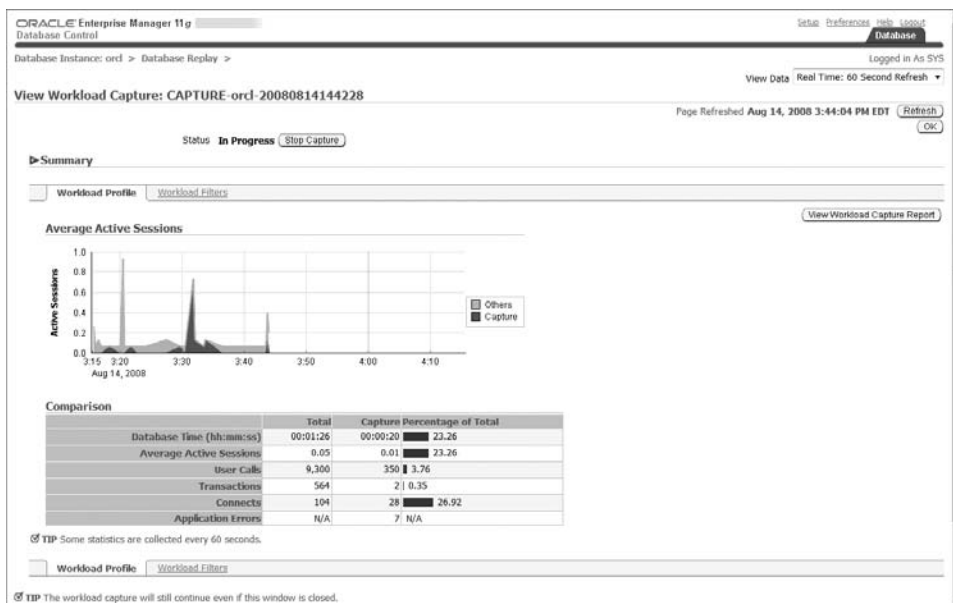 ORACLE Enterprise Manager 11g
Database Control
Setup Preferences Help Logout
Database
Database Instance: orcl > Database Replay >
Logged in As SYS
View Data Real Time: 60 Second Refresh
View Workload Capture: CAPTURE-orcl-20080814144228
Page Refreshed Aug 14, 2008 3:44:04 PM EDT Refresh
OK
Status In Progress Stop Capture
Summary
Workload Profile Workload Filters
View Workload Capture Report
Average Active Sessions
Active Sessions
1.0
0.8
0.6
0.4
0.2
0.0
3:15 3:20 3:30 3:40 3:50 4:00 4:10
Aug 14, 2008
Others
Capture
Comparison
Total Capture Percentage of Total
Database Time (hh:mm:ss) 00:01:26 00:00:20 23.26
Average Active Sessions 0.05 0.01 23.26
User Calls 9,300 350 3.76
Transactions 564 2 0.35
Connects 104 28 26.92
Application Errors N/A 7 N/A
TIP Some statistics are collected every 60 seconds.
Workload Profile Workload Filters
TIP The workload capture will still continue even if this window is closed.